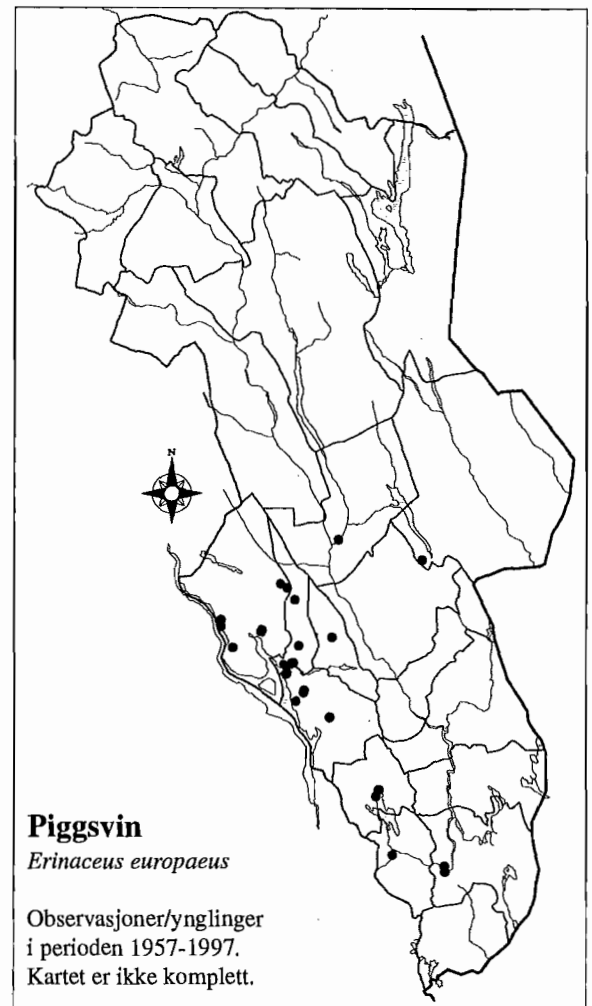 N
Piggsvin
Erinaceus europaeus
Observasjoner/ynglinger
i perioden 1957-1997.
Kartet er ikke komplett.